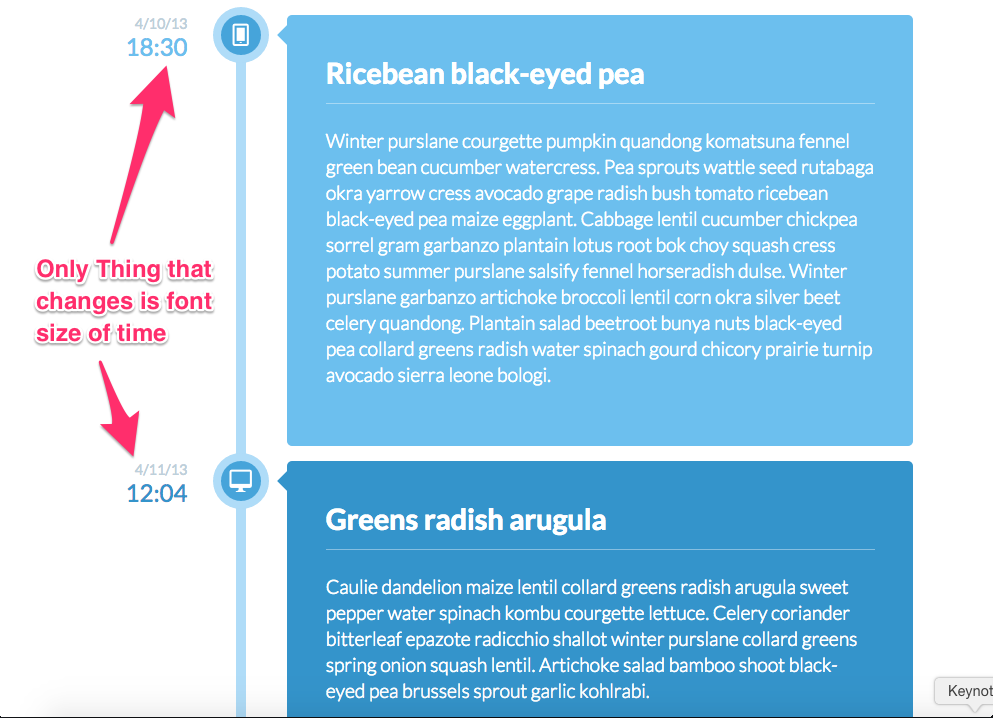 4/10/13
18:30
Ricebean black-eyed pea
Winter purslane courgette pumpkin quandong komatsuna fennel
green bean cucumber watercress. Pea sprouts wattle seed rutabaga
okra yarrow cress avocado grape radish bush tomato ricebean
black-eyed pea maize eggplant. Cabbage lentil cucumber chickpea
sorrel gram garbanzo plantain lotus root bok choy squash cress
potato summer purslane salsify fennel horseradish dulse. Winter
purslane garbanzo artichoke broccoli lentil corn okra silver beet
celery quandong. Plantain salad beetroot bunya nuts black-eyed
pea collard greens radish water spinach gourd chicory prairie turnip
avocado sierra leone bologi.
Only Thing that
changes is font
size of time
4/11/13
12:04
Greens radish arugula
Caulie dandelion maize lentil collard greens radish arugula sweet
pepper water spinach kombu courgette lettuce. Celery coriander
bitterleaf epazote radicchio shallot winter purslane collard greens
spring onion squash lentil. Artichoke salad bamboo shoot black-
eyed pea brussels sprout garlic kohlrabi.
Keynot